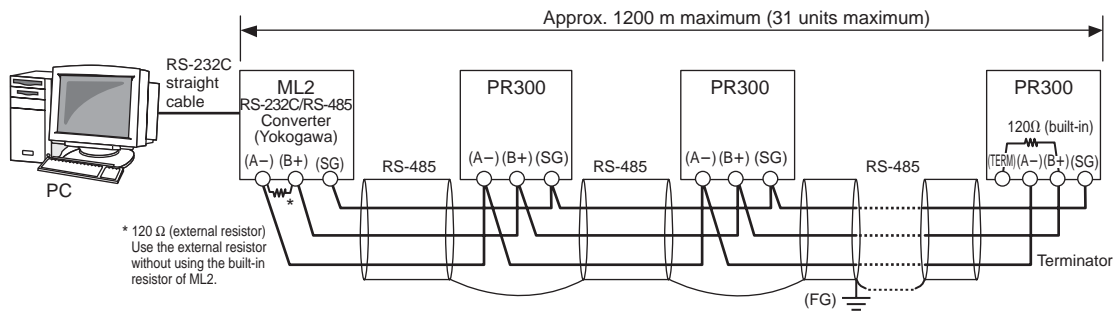 Approx. 1200 m maximum (31 units maximum)
RS-232C
straight
cable
PC
ML2
RS-232C/RS-485
Converter
(Yokogawa)
(A−) (B+) (SG)
*
* 120 Ω (external resistor)
Use the external resistor
without using the built-in
resistor of ML2.
RS-485
PR300
(A−) (B+) (SG)
RS-485
PR300
(A−) (B+) (SG)
RS-485
(FG)
PR300
120Ω (built-in)
(TERM) (A−) (B+) (SG)
Terminator